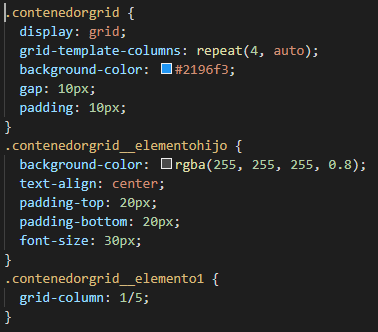 .contenedorgrid {
display: grid;
grid-template-columns: repeat(4, auto);
background-color: #2196f3;
gap: 10px;
padding: 10px;
}
.contenedorgrid__elementohijo {
background-color: rgba(255, 255, 255, 0.8);
text-align: center;
padding-top: 20px;
padding-bottom: 20px;
font-size: 30px;
}
.contenedorgrid__elemento1 {
grid-column: 1/5;
}